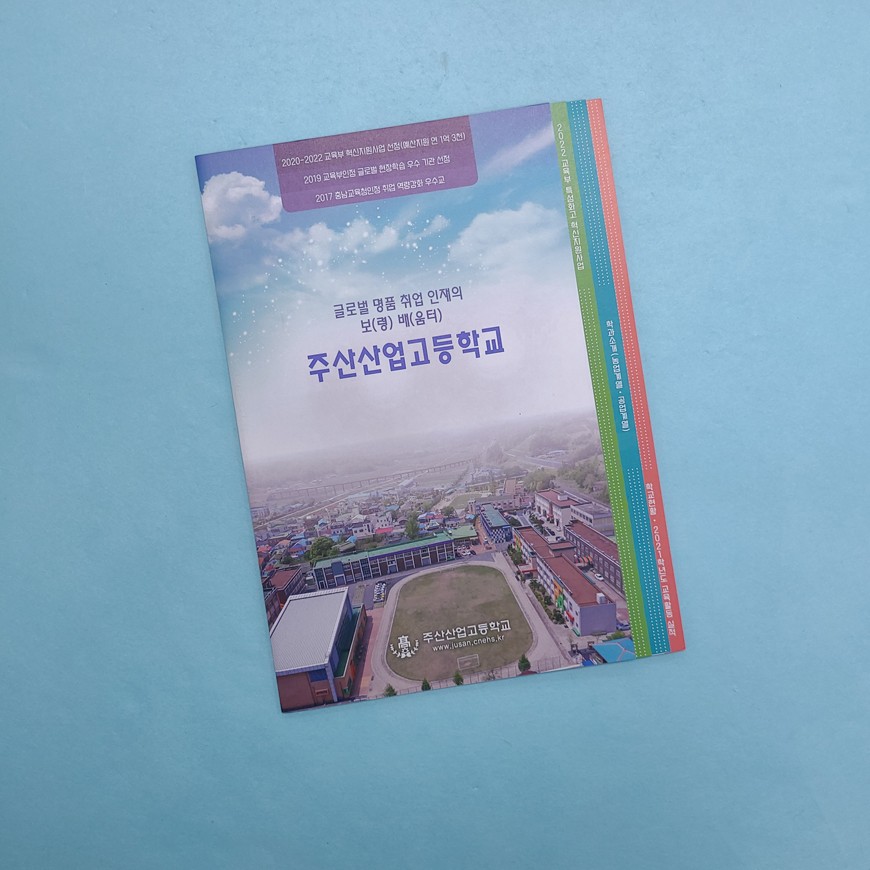 2020-2022 교육부 혁신지원사업 선정(예산지원 연 1억 3천)
2019 교육부인정 글로벌 현장학습 우수 기관 선정
2017 충남교육청인정 취업 역량강화 우수교
글로벌 명품 취업 인재의
보(령) 배(움터)
주산산업고등학교
주산산업고등학교
www.jusan.cnehs.kr
2022 교육부 특성화고 혁신지원사업
학과소개(농업계열·공업계열)
학교현황·2021학년도 교육활동 실적